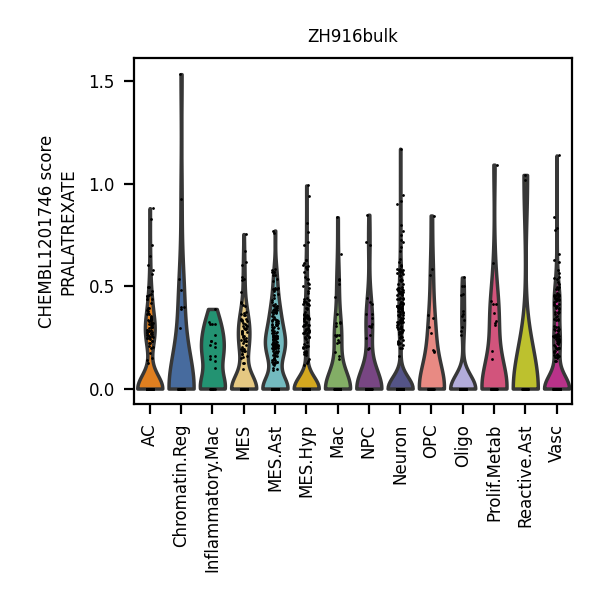 ZH916bulk
CHEMBL1201746 score
PRALATREXATE
1.5
1.0
0.5
0.0
AC
Chromatin.Reg
Inflammatory.Mac
MES
MES.Ast
MES.Hyp
Mac
NPC
Neuron
OPC
Oligo
Prolif.Metab
Reactive.Ast
Vasc